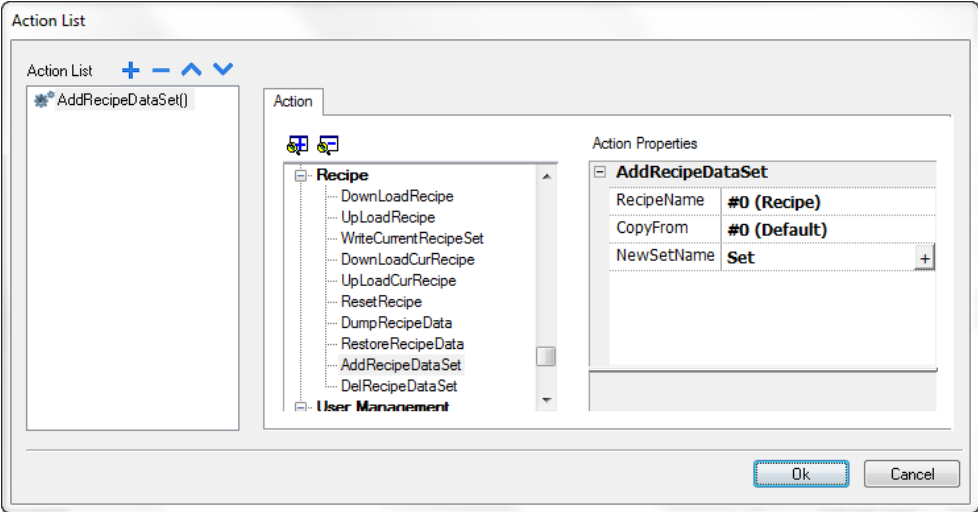 Action List
Action List
AddRecipeDataSet()
Action
Recipe
DownLoadRecipe
UpLoadRecipe
WriteCurrentRecipeSet
DownLoadCurRecipe
UpLoadCurRecipe
ResetRecipe
DumpRecipeData
RestoreRecipeData
AddRecipeDataSet
DelRecipeDataSet
User Management
Action Properties
AddRecipeDataSet
RecipeName #0 (Recipe)
CopyFrom #0 (Default)
NewSetName Set +
Ok Cancel